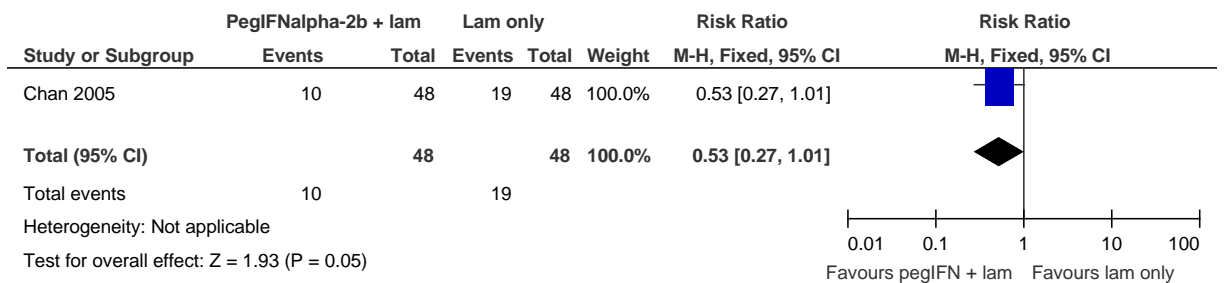 PegIFNalpha-2b + lam Lam only Risk Ratio Risk Ratio
Study or Subgroup Events Total Events Total Weight M-H, Fixed, 95% CI M-H, Fixed, 95% CI
Chan 2005 10 48 19 48 100.0% 0.53 [0.27, 1.01]
Total (95% CI) 48 48 100.0% 0.53 [0.27, 1.01]
Total events 10 19
Heterogeneity: Not applicable
Test for overall effect: Z = 1.93 (P = 0.05)
0.01 0.1 1 10 100
Favours pegIFN + lam Favours lam only